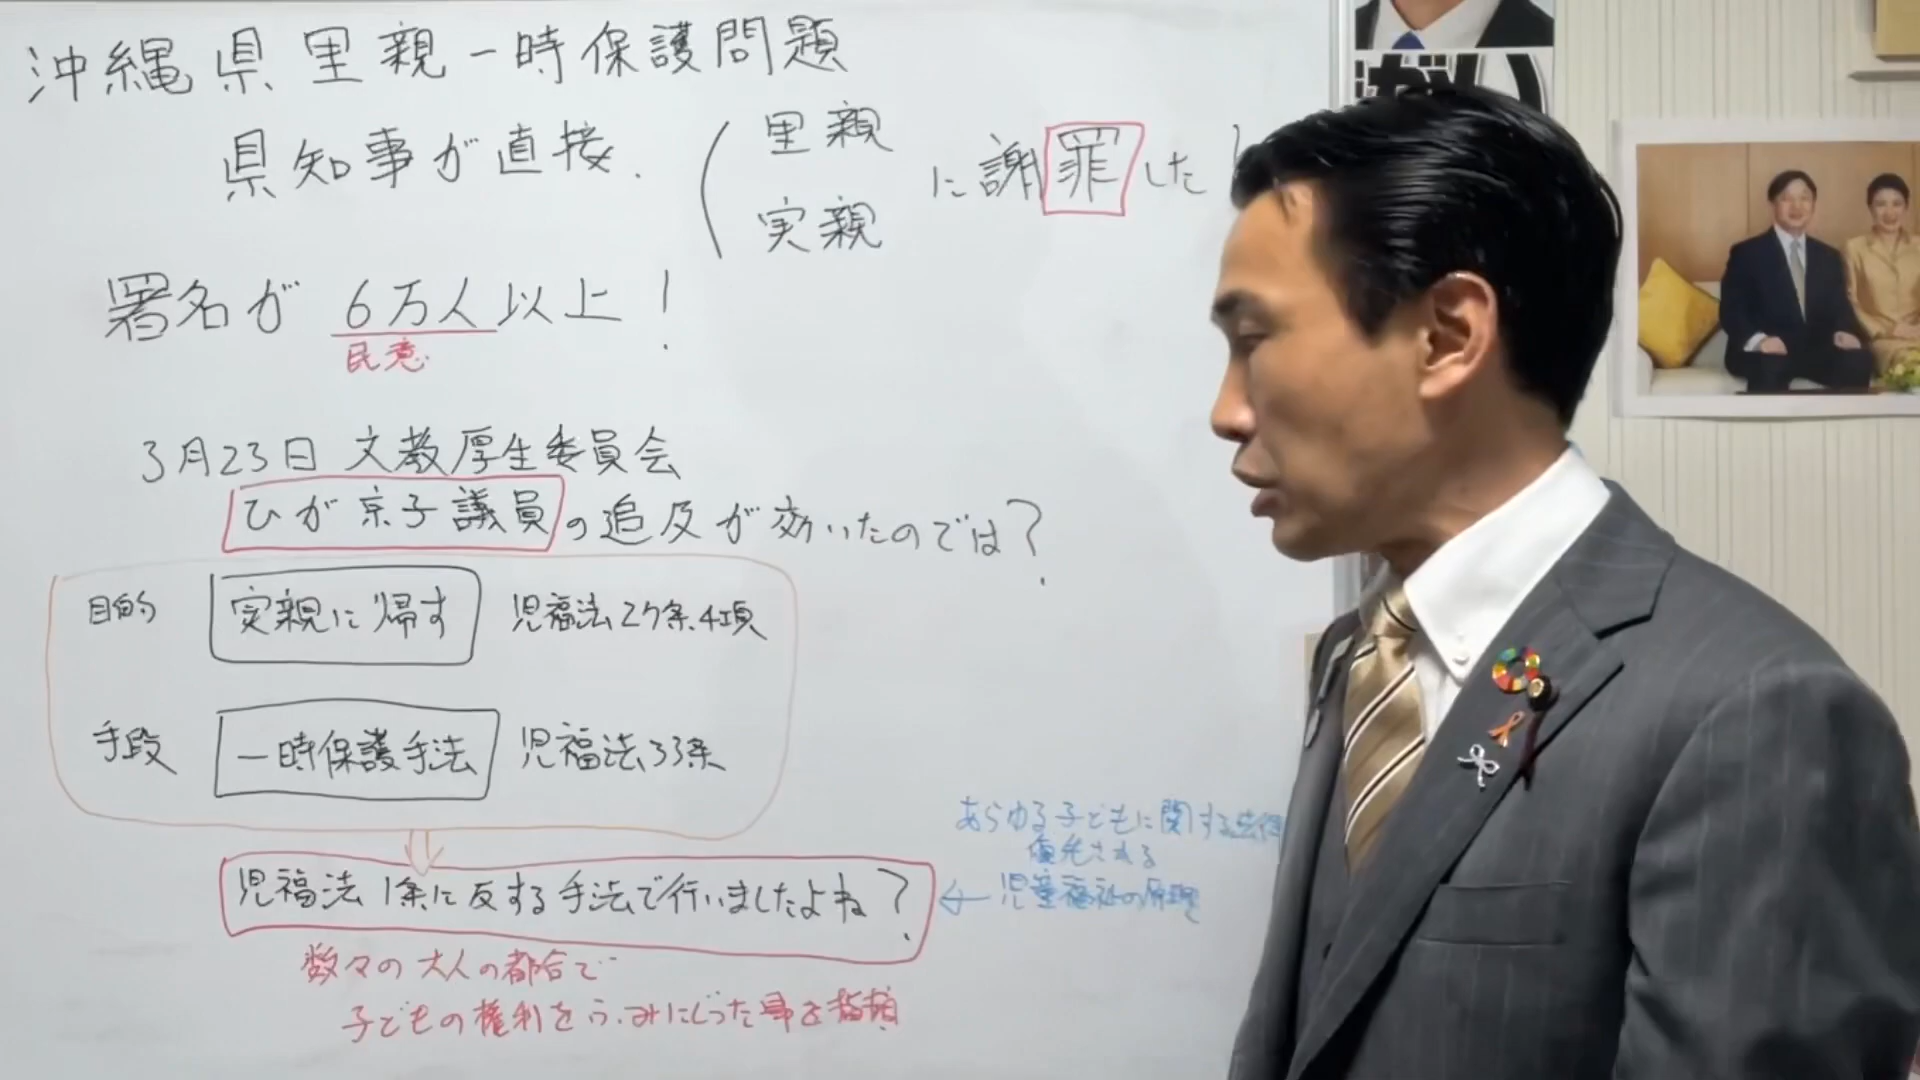 沖縄県里親一時保護問題
県知事が直接、
里親
実親
に謝罪した
署名が 6万人以上!
民意
3月23日 文教厚生委員会
ひが京子議員の追及が効いたのでは?
目的 実親に帰す 児福法27条4項
手段 一時保護手法 児福法33条
あらゆる子どもに関する法律
優先される
児福法1条に反する手法で行いましたよね?
← 児童福祉の原理
数々の大人の都合で
子どもの権利をふみにじった事を指摘